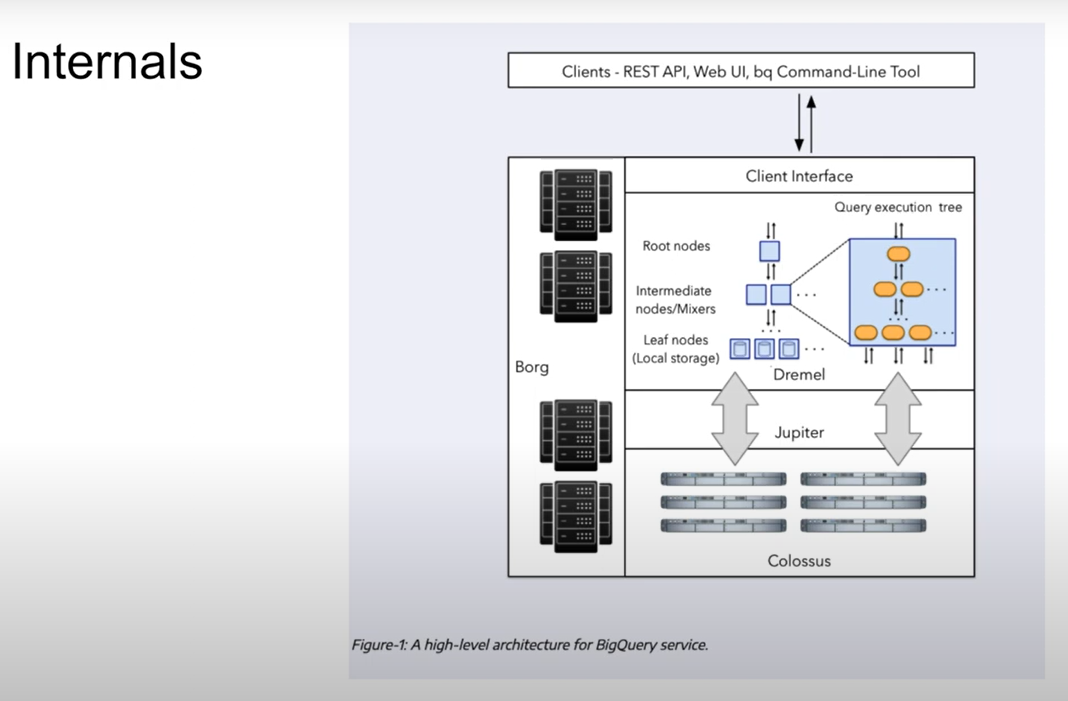 Internals
Clients - REST API, Web UI, bq Command-Line Tool
Client Interface
Query execution tree
Root nodes
Intermediate
nodes/Mixers
Leaf nodes
(Local storage)
Dremel
Borg
Jupiter
Colossus
Figure-1: A high-level architecture for BigQuery service.